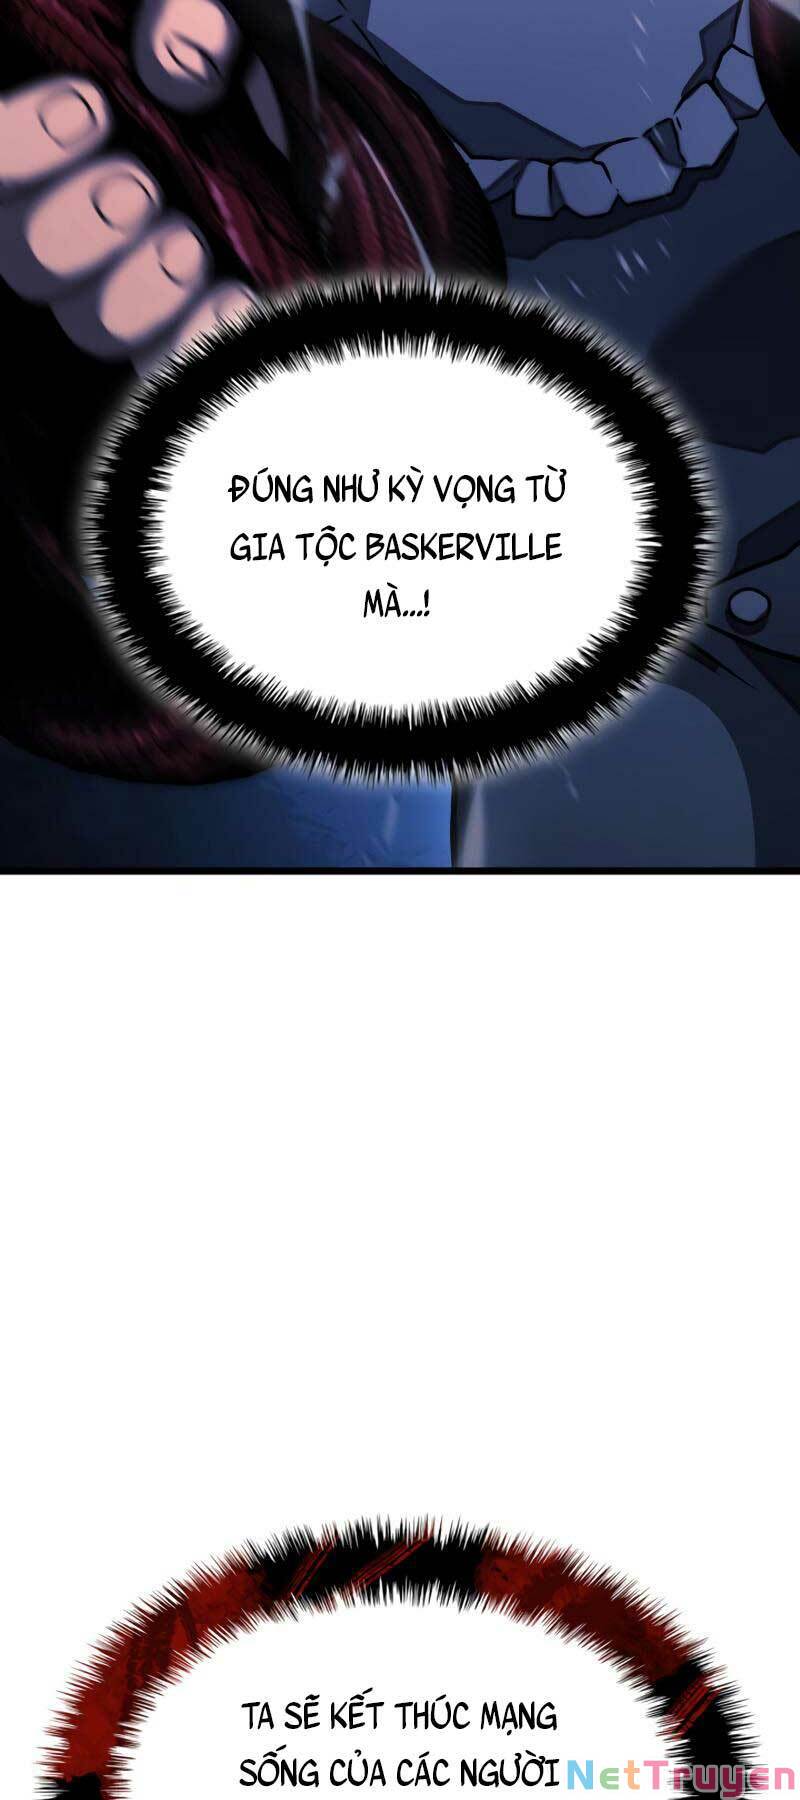 ĐÚNG NHƯ KỲ VỌNG TỪ
GIA TỘC BASKERVILLE
MÀ...!
TA SẼ KẾT THÚC MẠNG
SỐNG CỦA CÁC NGƯỜI
NetTruyen